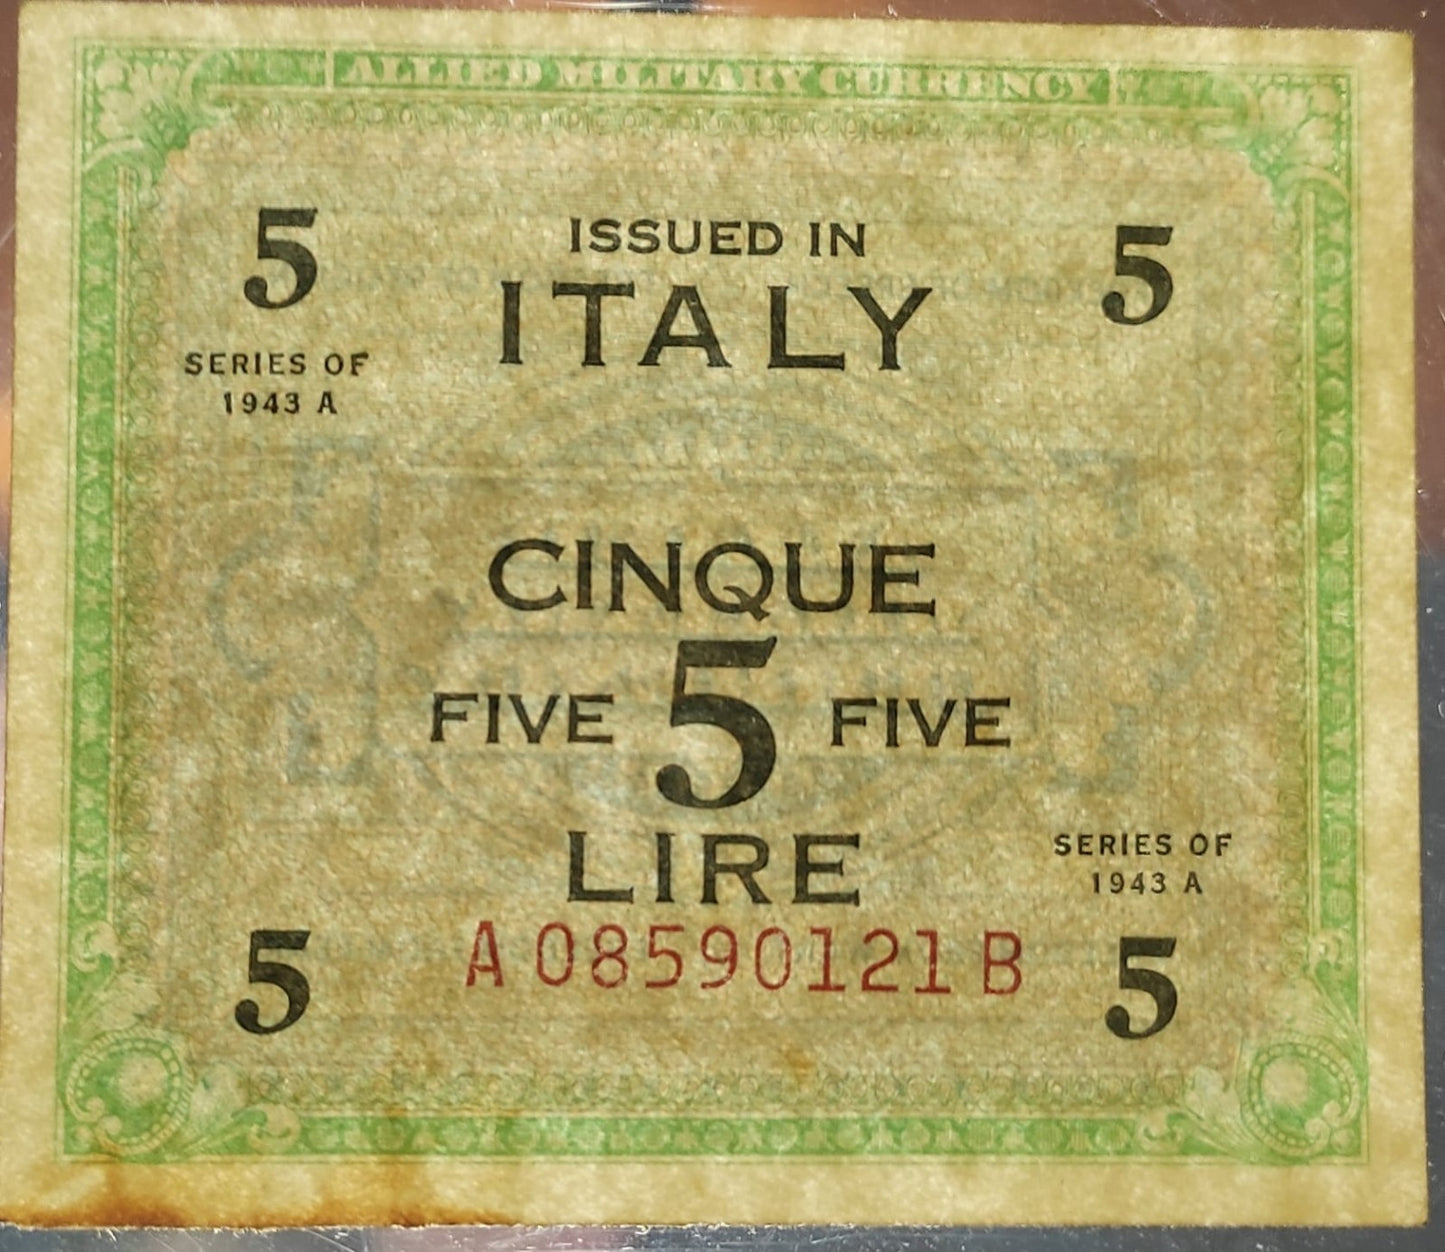 ALLIED MILITARY CURRENCY
5 ISSUED IN 5
ITALY
SERIES OF
1943 A
CINQUE
FIVE 5 FIVE
LIRE
SERIES OF
1943 A
5 A 08590121 B 5